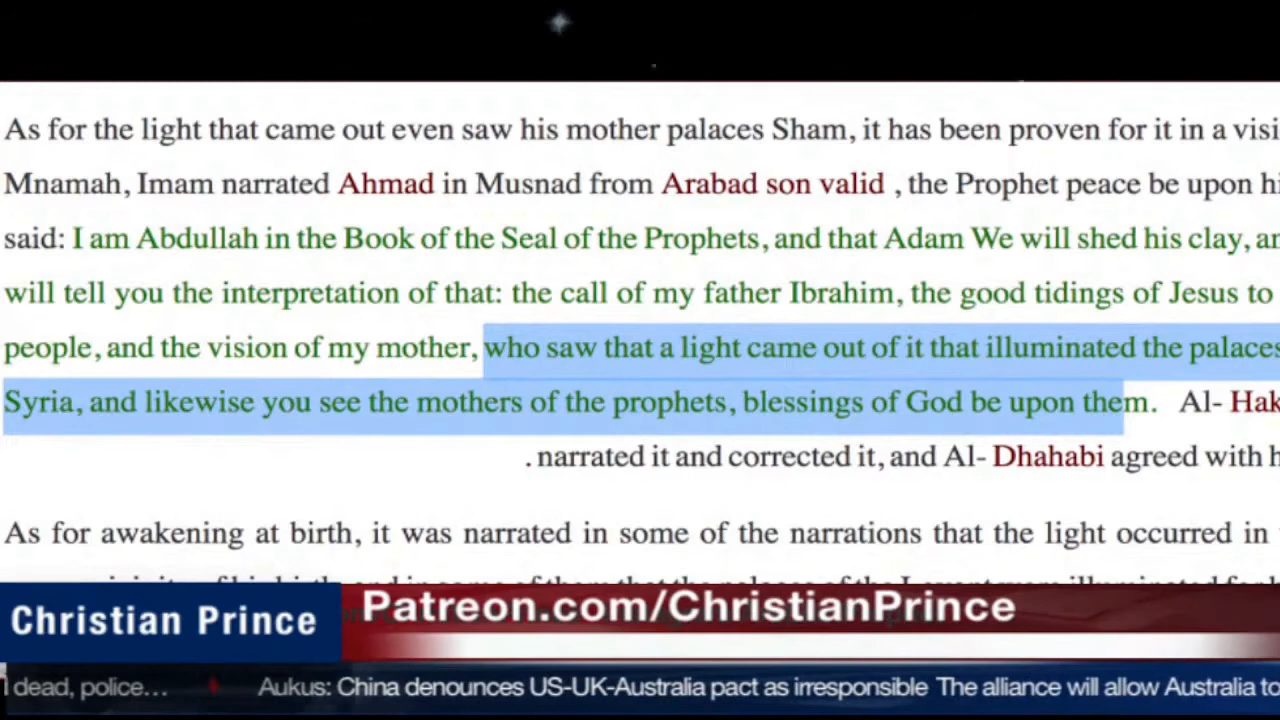 As for the light that came out even saw his mother palaces Sham, it has been proven for it in a visi
Mnamah, Imam narrated Ahmad in Musnad from Arabad son valid , the Prophet peace be upon hi
said: I am Abdullah in the Book of the Seal of the Prophets, and that Adam We will shed his clay, an
will tell you the interpretation of that: the call of my father Ibrahim, the good tidings of Jesus to
people, and the vision of my mother, who saw that a light came out of it that illuminated the palaces
Syria, and likewise you see the mothers of the prophets, blessings of God be upon them. Al- Hak
. narrated it and corrected it, and Al- Dhahabi agreed with h
As for awakening at birth, it was narrated in some of the narrations that the light occurred in
Christian Prince
Patreon.com/ChristianPrince
dead, police... Aukus: China denounces US-UK-Australia pact as irresponsible The alliance will allow Australia to